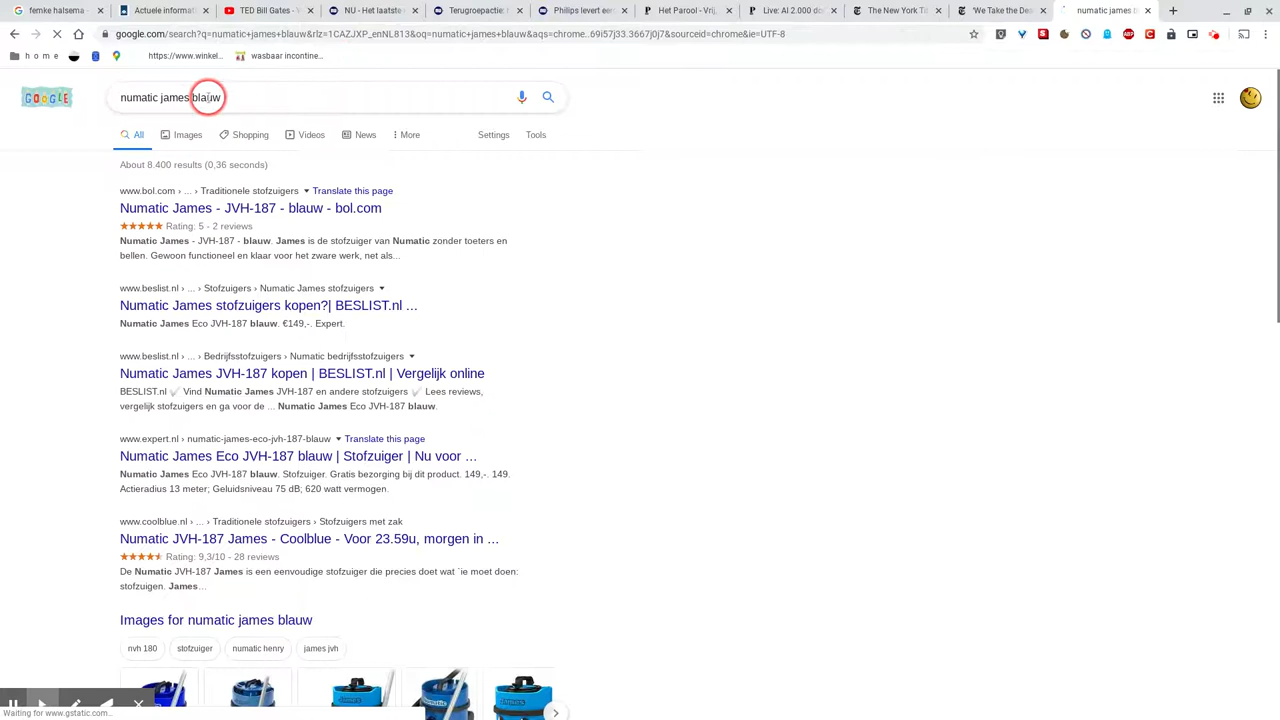 femke halsema -
Actuele informat
TED Bill Gates - V
NU - Het laatste
Terugroepactie: r
Philips levert een
Het Parool - Vrij,
Live: AI 2.000 do
The New York Ti
'We Take the De
numatic james b
google.com/search?q=numatic+james+blauw&rlz=1CAZJXP_enNL813&oq=numatic+james+blauw&aqs=chrome..69i57j33.3667j0j7&sourceid=chrome&ie=UTF-8
h o m e
https://www.winkel...
wasbaar incontine...
GOOGLE
numatic james blauw
All
Images
Shopping
Videos
News
More
Settings
Tools
About 8.400 results (0,36 seconds)
www.bol.com › ... › Traditionele stofzuigers ▼ Translate this page
Numatic James - JVH-187 - blauw - bol.com
★★★★★ Rating: 5 - 2 reviews
Numatic James - JVH-187 - blauw. James is de stofzuiger van Numatic zonder toeters en
bellen. Gewoon functioneel en klaar voor het zware werk, net als...
www.beslist.nl › ... › Stofzuigers › Numatic James stofzuigers ▼
Numatic James stofzuigers kopen?| BESLIST.nl ...
Numatic James Eco JVH-187 blauw. €149,-. Expert.
www.beslist.nl › ... › Bedrijfsstofzuigers › Numatic bedrijfsstofzuigers ▼
Numatic James JVH-187 kopen | BESLIST.nl | Vergelijk online
BESLIST.nl ✅ Vind Numatic James JVH-187 en andere stofzuigers ✅ Lees reviews,
vergelijk stofzuigers en ga voor de ... Numatic James Eco JVH-187 blauw.
www.expert.nl › numatic-james-eco-jvh-187-blauw ▼ Translate this page
Numatic James Eco JVH-187 blauw | Stofzuiger | Nu voor ...
Numatic James Eco JVH-187 blauw. Stofzuiger. Gratis bezorging bij dit product. 149,-. 149.
Actieradius 13 meter; Geluidsniveau 75 dB; 620 watt vermogen.
www.coolblue.nl › ... › Traditionele stofzuigers › Stofzuigers met zak
Numatic JVH-187 James - Coolblue - Voor 23.59u, morgen in ...
★★★★★ Rating: 9,3/10 - 28 reviews
De Numatic JVH-187 James is een eenvoudige stofzuiger die precies doet wat `ie moet doen:
stofzuigen. James...
Images for numatic james blauw
nvh 180
stofzuiger
numatic henry
james jvh
Waiting for www.gstatic.com...